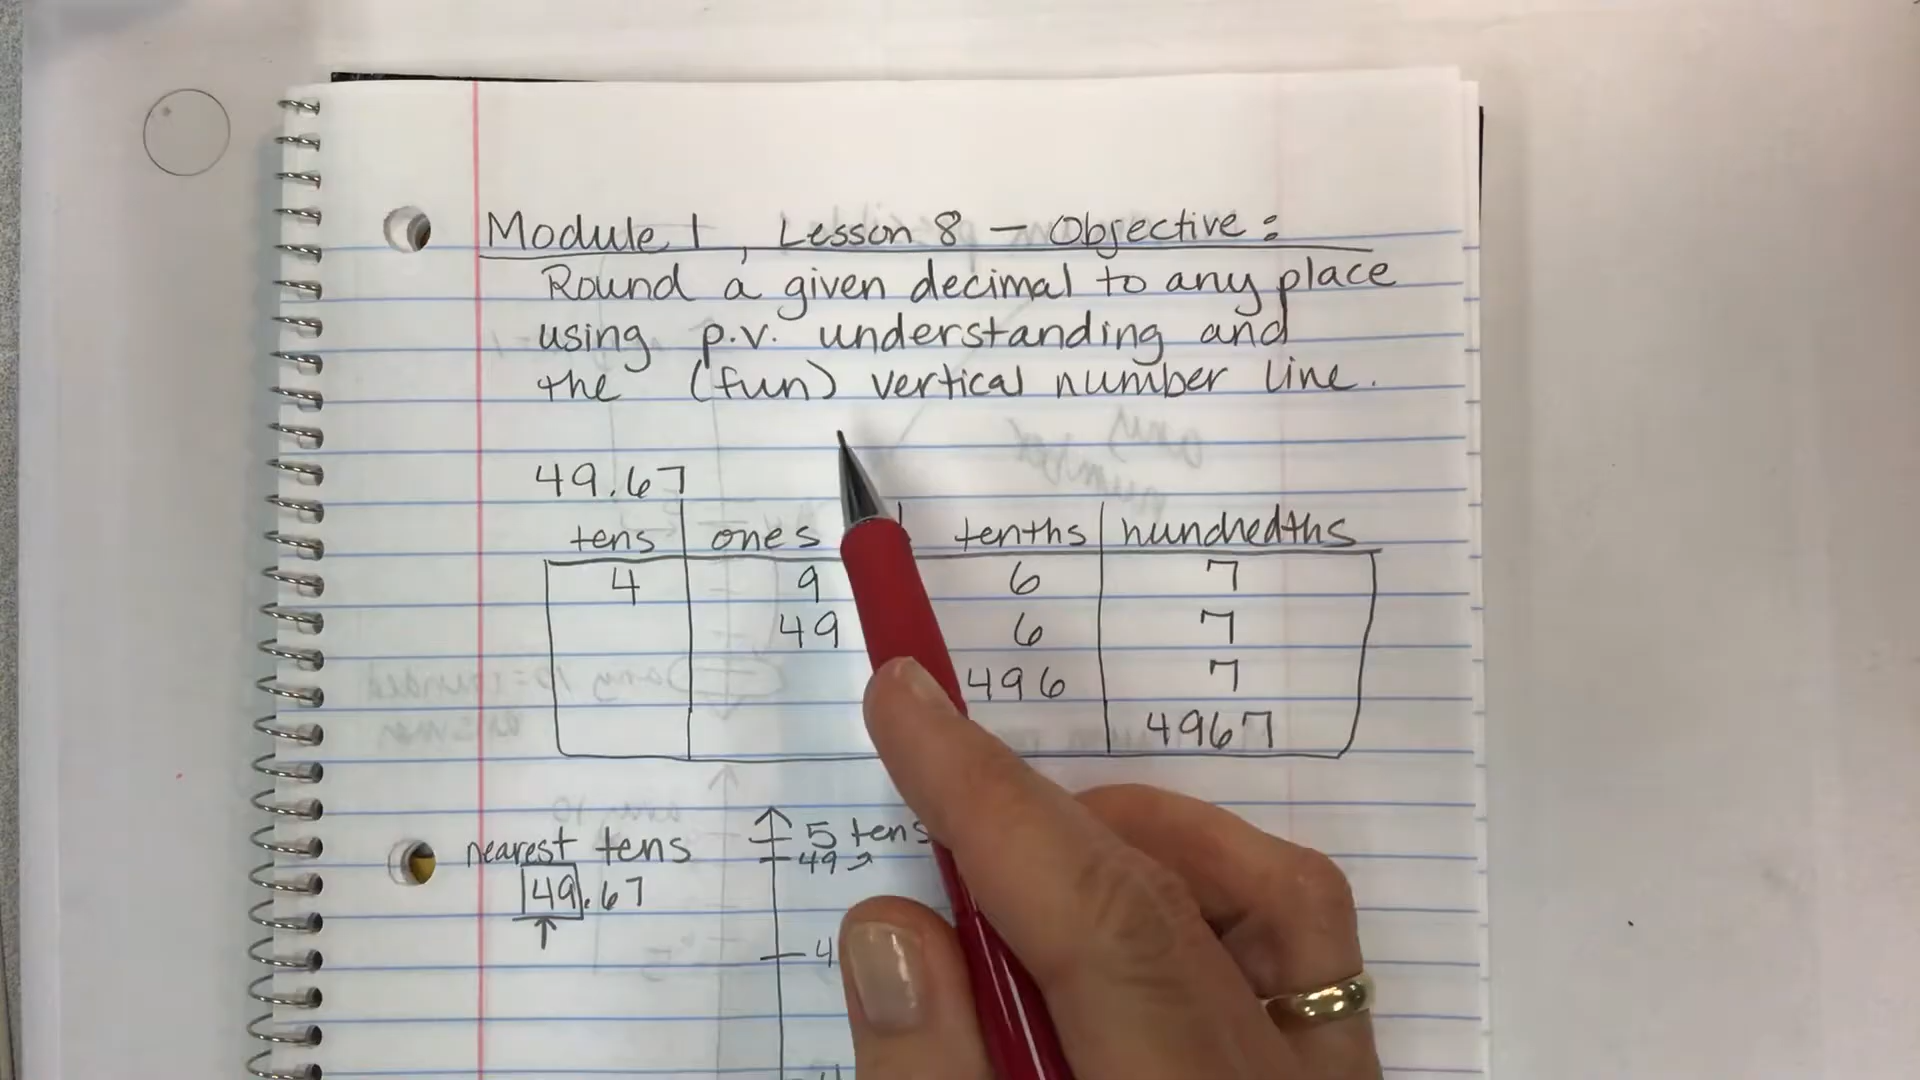 Module 1, Lesson 8 — Objective:
Round a given decimal to any place
using p.v. understanding and
the (fun) vertical number line.
49.67
tens ones tenths hundredths
4 9 6 7
49 6 7
496 7
4967
nearest tens
49.67
5 tens
49
4